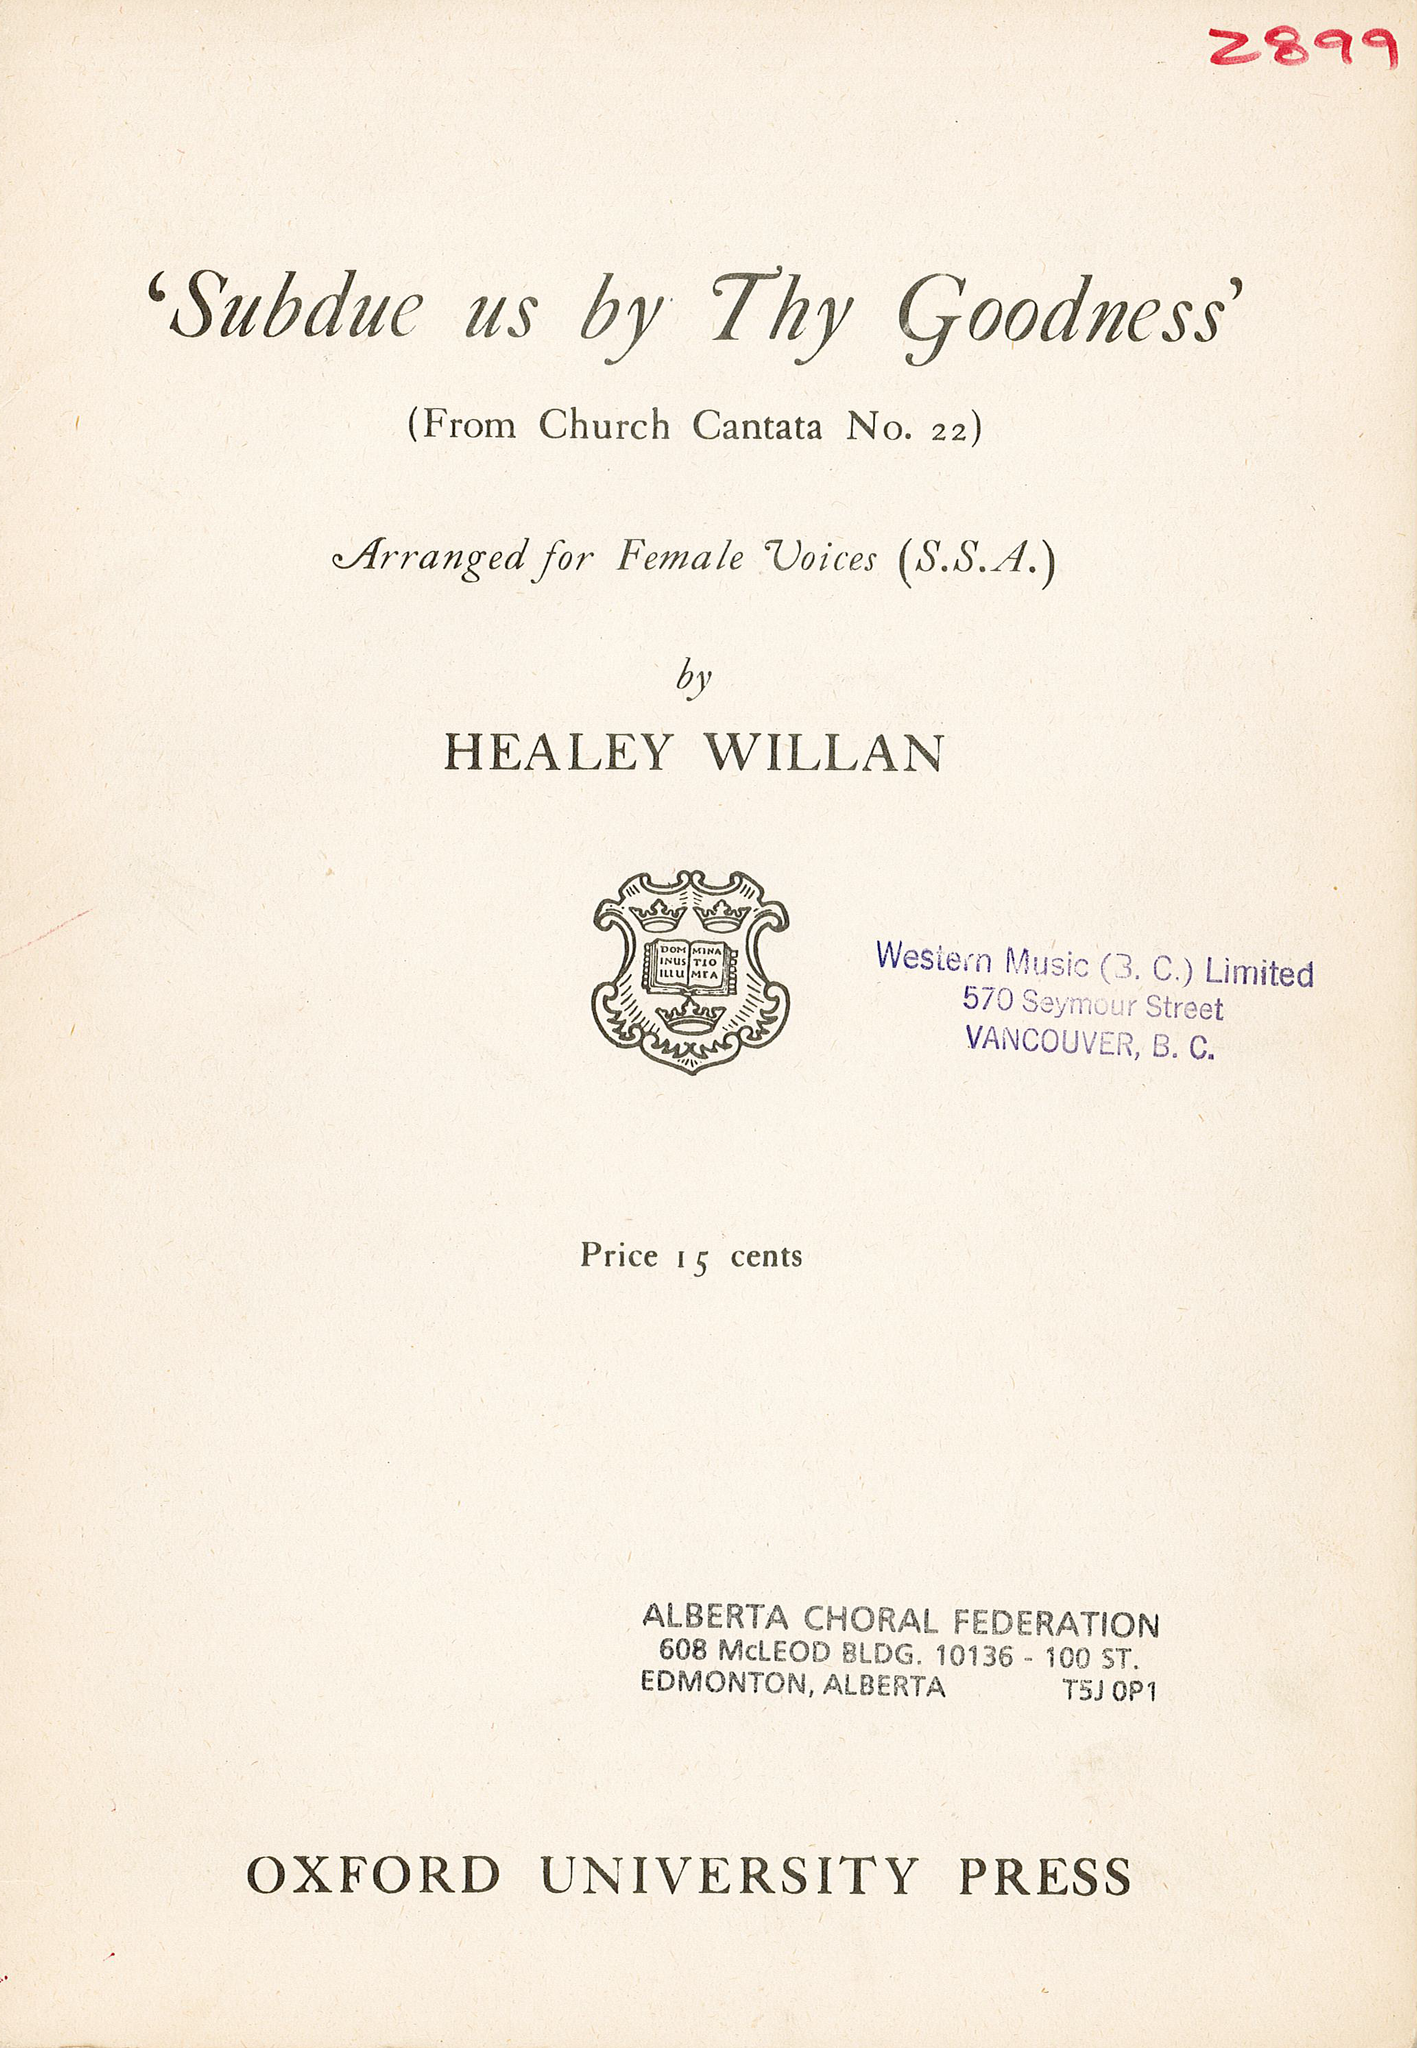 2899
‘Subdue us by Thy Goodness’
(From Church Cantata No. 22)
Arranged for Female Voices (S.S.A.)
by
HEALEY WILLAN
DOM MINA
INUS TIO
ILLU MEA
Western Music (B. C.) Limited
570 Seymour Street
VANCOUVER, B. C.
Price 15 cents
ALBERTA CHORAL FEDERATION
608 McLEOD BLDG. 10136 - 100 ST.
EDMONTON, ALBERTA T5J 0P1
OXFORD UNIVERSITY PRESS